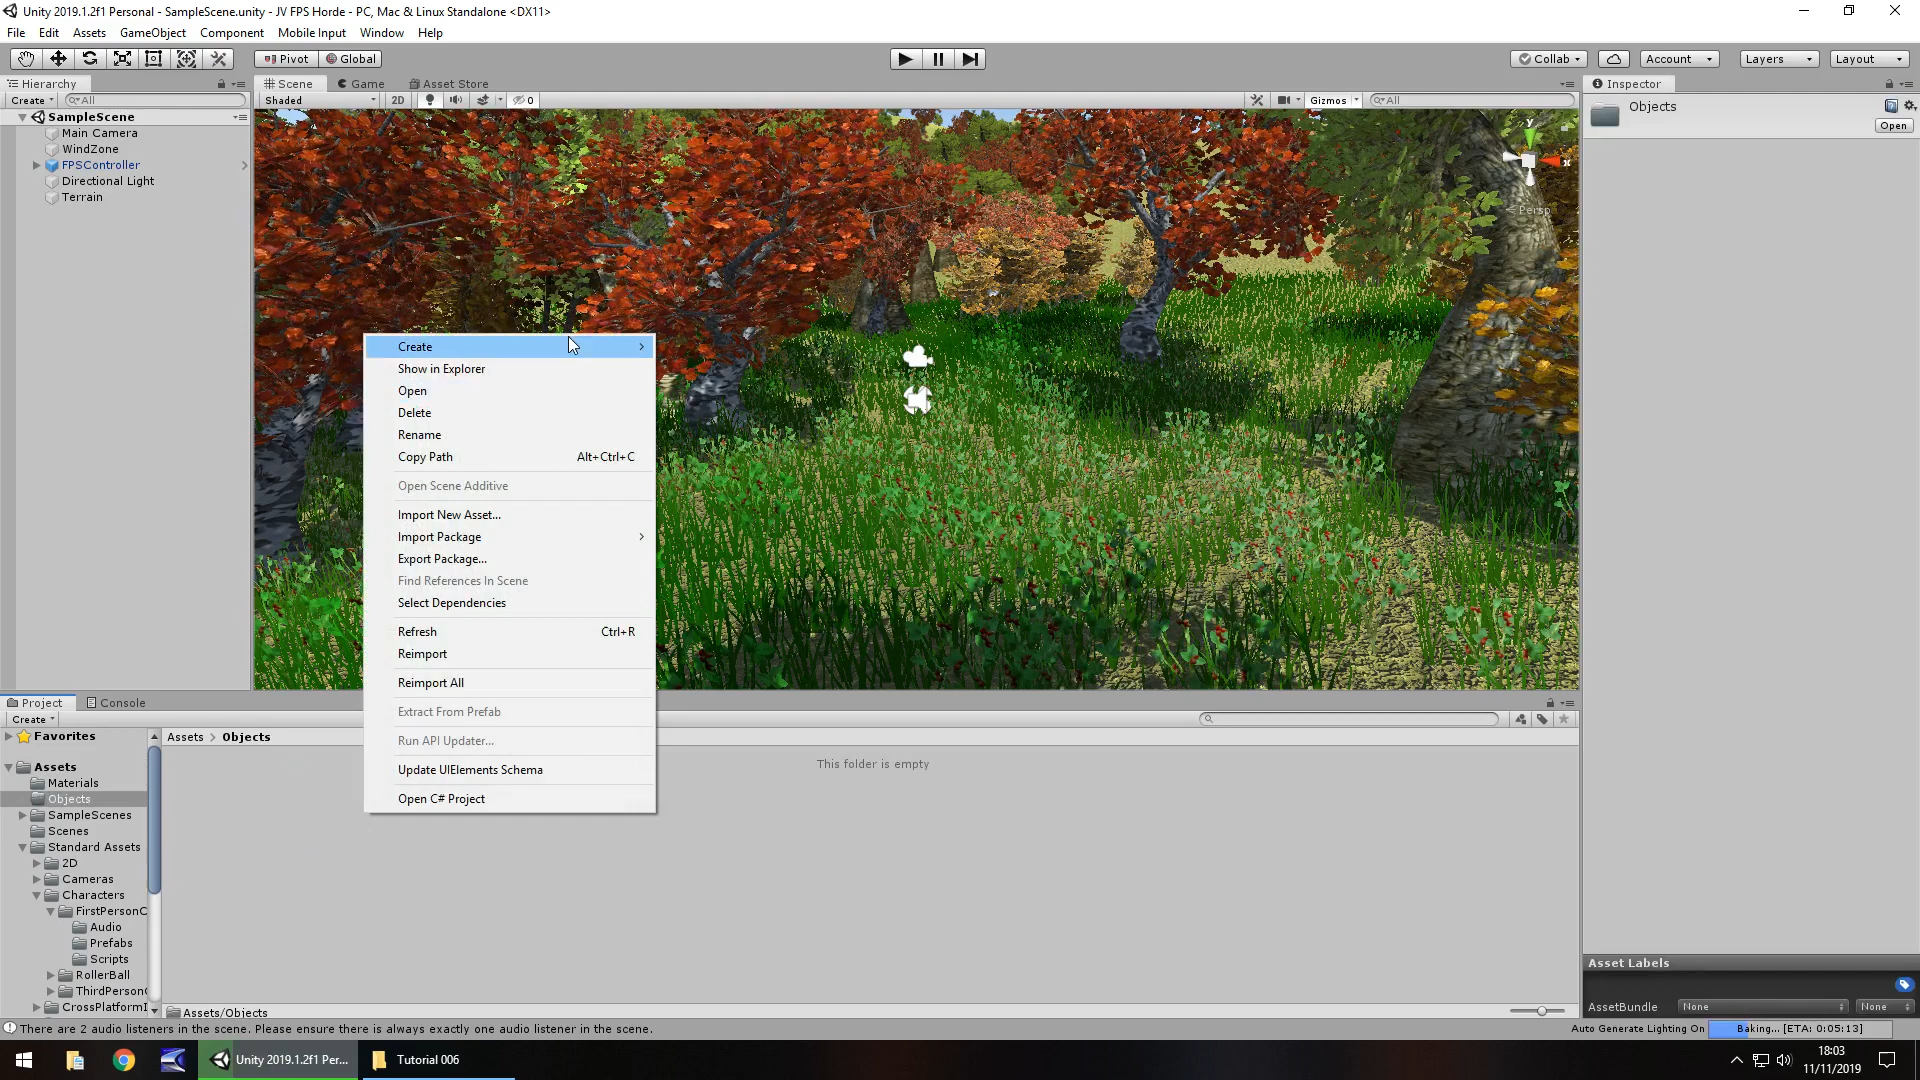 Unity 2019.1.2f1 Personal - SampleScene.unity - JV FPS Horde - PC, Mac & Linux Standalone <DX11>
File Edit Assets GameObject Component Mobile Input Window Help
Pivot Global Collab Account Layers Layout
Hierarchy
Create All
SampleScene
Main Camera
WindZone
FPSController
Directional Light
Terrain
Scene Game Asset Store
Shaded 2D 0 Gizmos All
y
x
Persp
Inspector
Objects
Open
Create
Show in Explorer
Open
Delete
Rename
Copy Path Alt+Ctrl+C
Open Scene Additive
Import New Asset...
Import Package
Export Package...
Find References In Scene
Select Dependencies
Refresh Ctrl+R
Reimport
Reimport All
Extract From Prefab
Run API Updater...
Update UIElements Schema
Open C# Project
Project Console
Create
Favorites
Assets
Materials
Objects
SampleScenes
Scenes
Standard Assets
2D
Cameras
Characters
FirstPersonC
Audio
Prefabs
Scripts
RollerBall
ThirdPerson
CrossPlatformI
Assets > Objects
This folder is empty
Assets/Objects
Asset Labels
AssetBundle None None
There are 2 audio listeners in the scene. Please ensure there is always exactly one audio listener in the scene.
Auto Generate Lighting On Baking... [ETA: 0:05:13]
Unity 2019.1.2f1 Per... Tutorial 006
18:03
11/11/2019